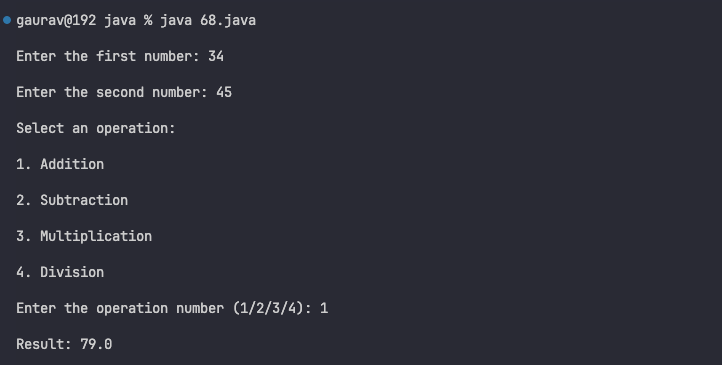 gaurav@192 java % java 68.java
Enter the first number: 34
Enter the second number: 45
Select an operation:
1. Addition
2. Subtraction
3. Multiplication
4. Division
Enter the operation number (1/2/3/4): 1
Result: 79.0